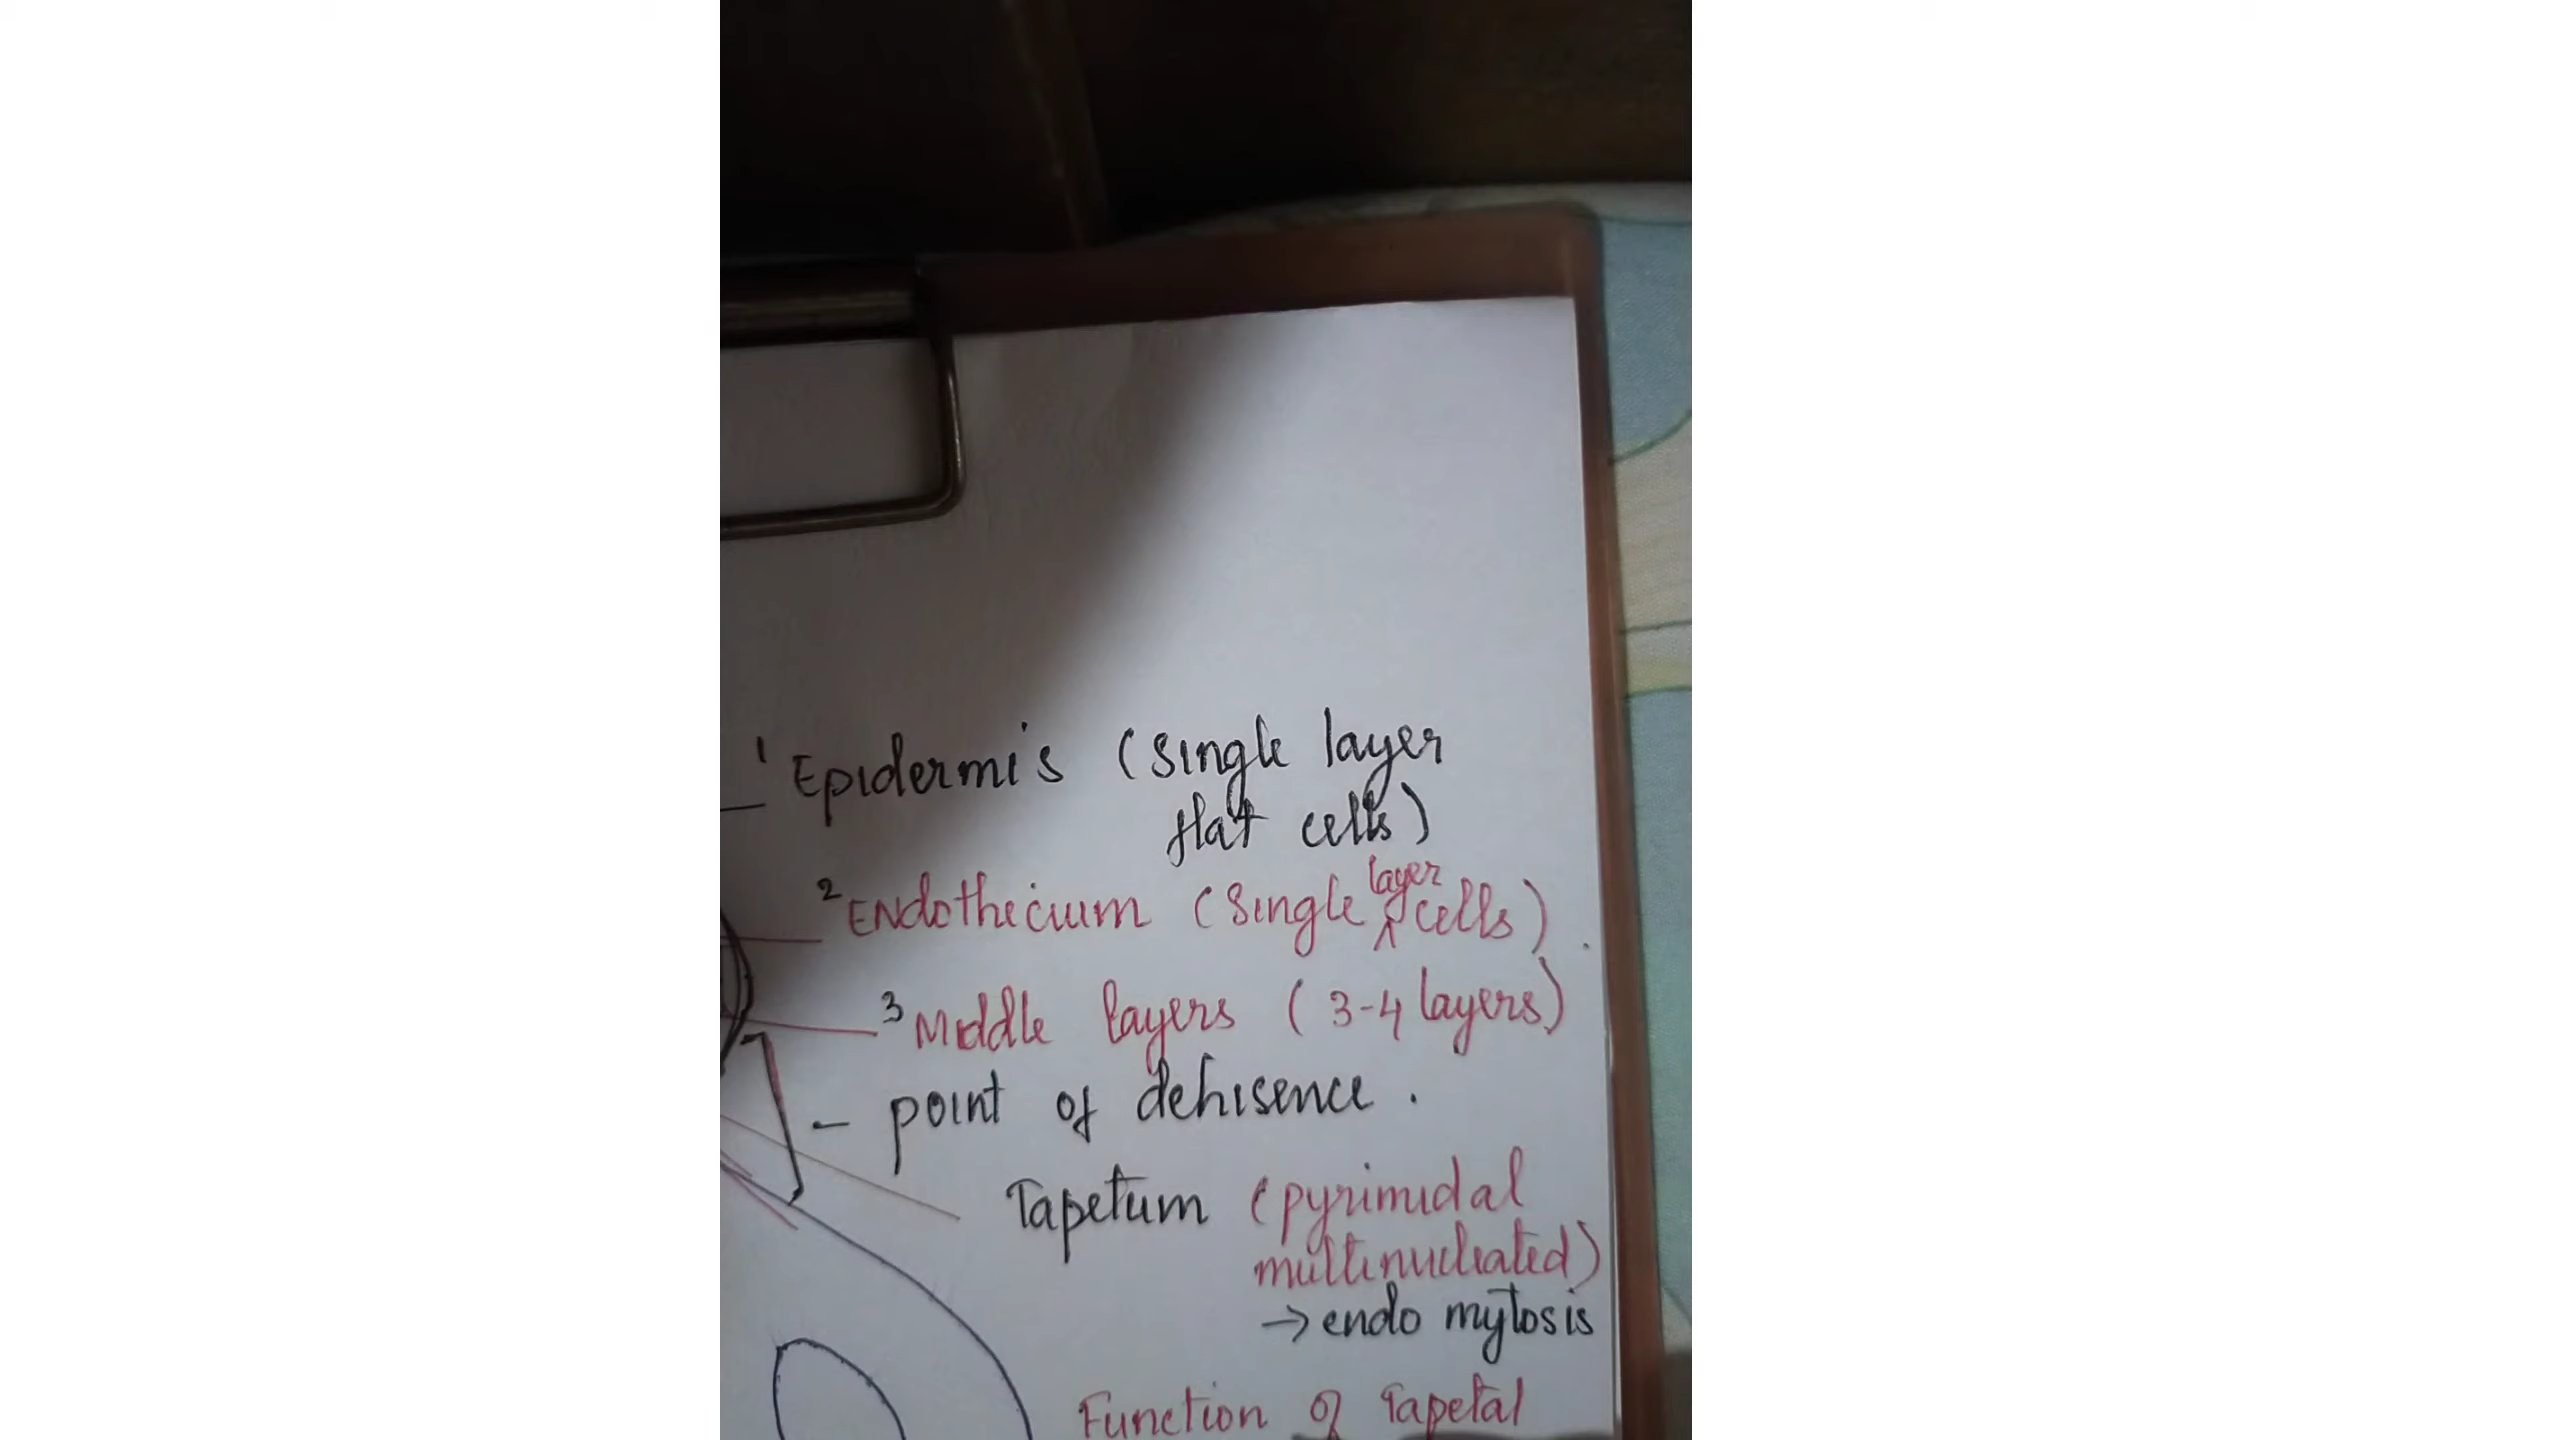 1 Epidermis (single layer
flat cells)
2 Endothecium (single layer cells).
3 Middle layers (3-4 layers)
- point of dehisence.
Tapetum (pyrimidal
multinucleated)
→ endo mytosis
Function of Tapetal